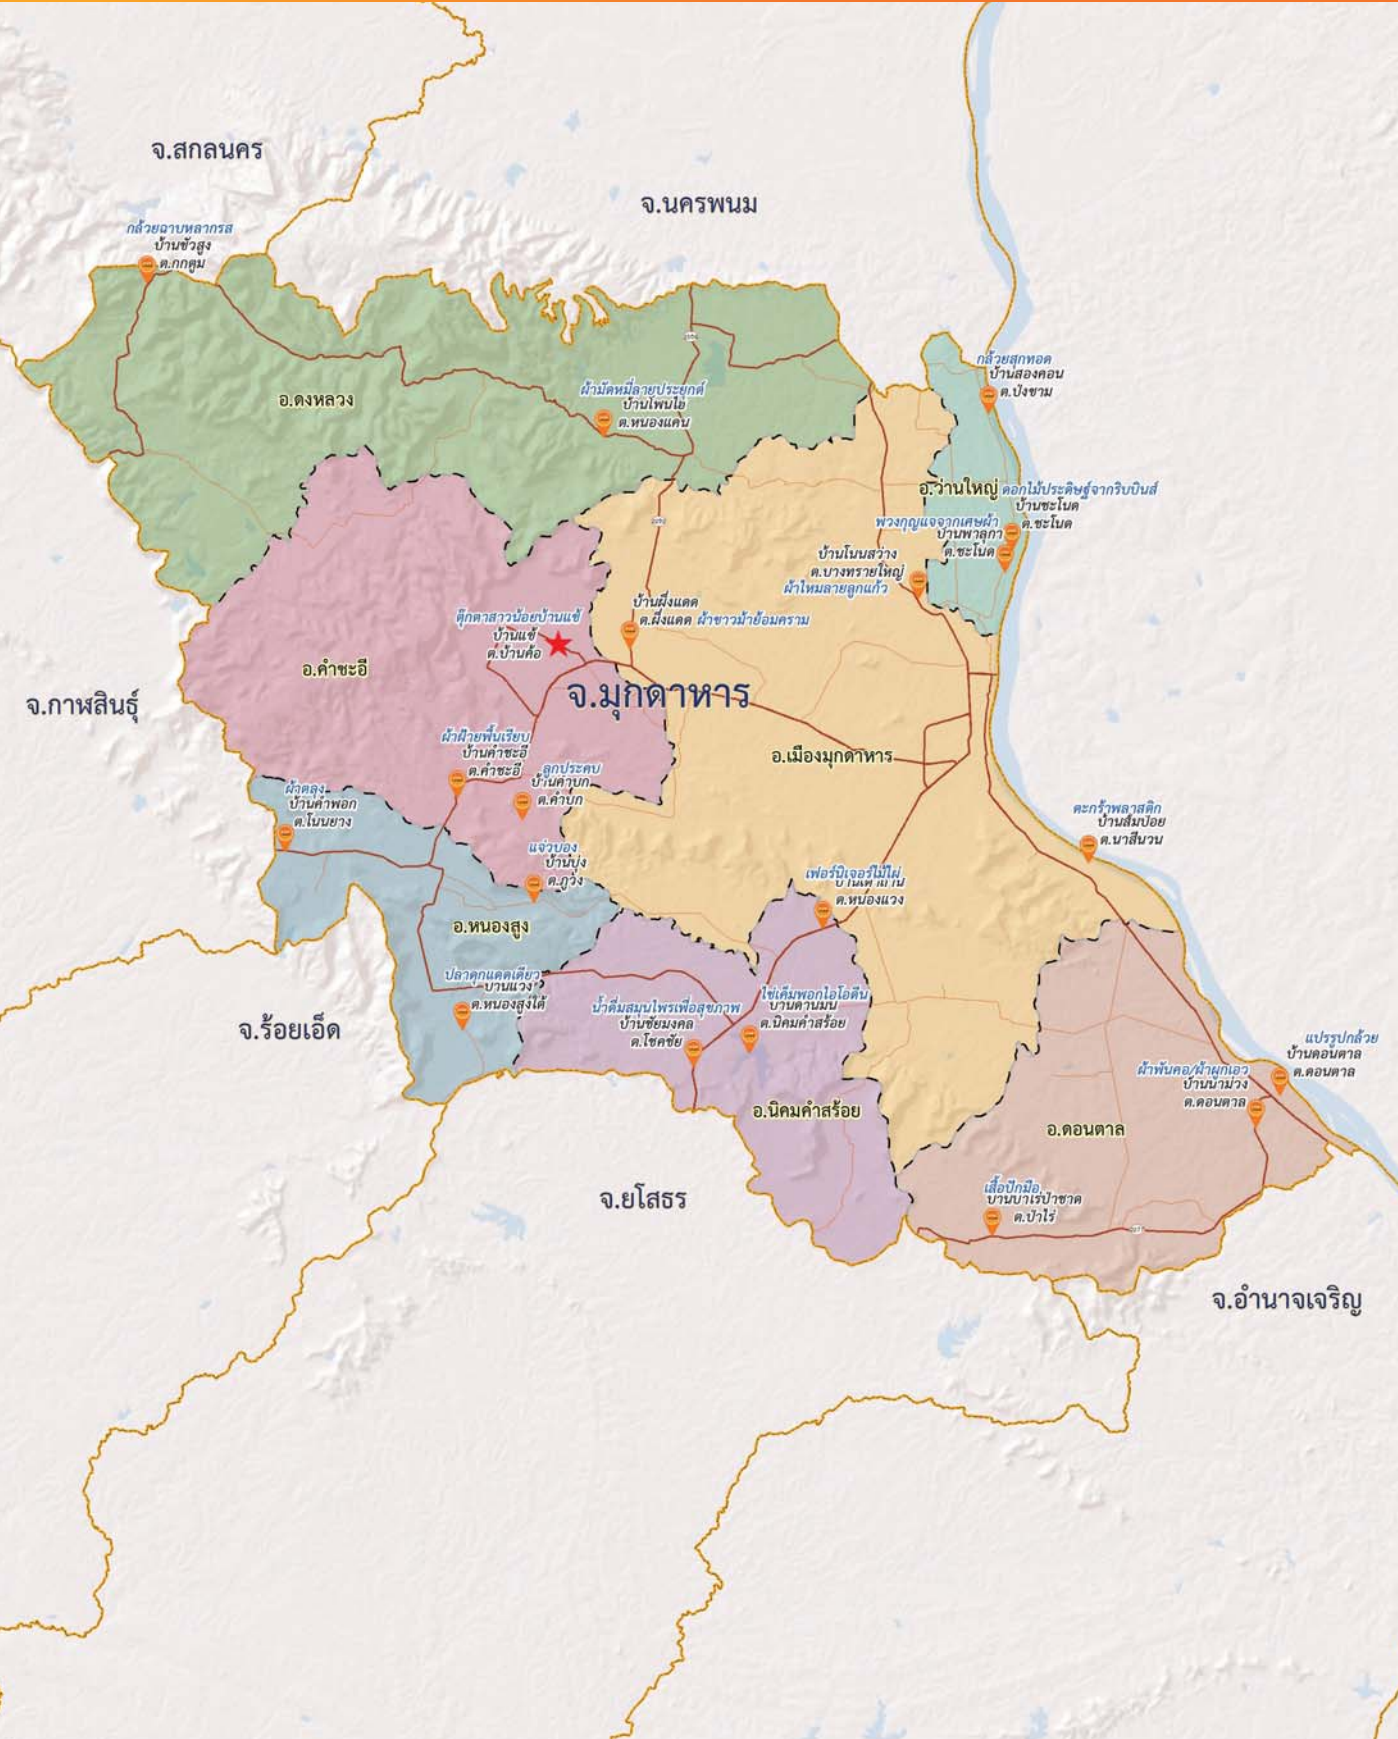 จ.สกลนคร
จ.นครพนม
กล้วยฉาบหลากรส
บ้านขัวสูง
ต.กกตูม
กล้วยสุกทอด
บ้านสองคอน
ต.ป่งขาม
ผ้ามัดหมี่ลายประยุกต์
บ้านโพนไฮ
ต.หนองแคน
อ.ดงหลวง
อ.ว่านใหญ่
ดอกไม้ประดิษฐ์จากริบบิ้นส์
บ้านชะโนด
ต.ชะโนด
พวงกุญแจจากเศษผ้า
บ้านพาลุกา
ต.ชะโนด
บ้านโนนสว่าง
ต.บางทรายใหญ่
ผ้าไหมลายลูกแก้ว
บ้านผึ่งแดด
ต.ผึ่งแดด ผ้าขาวม้าย้อมคราม
ตุ๊กตาสาวน้อยบ้านแข้
บ้านแข้
ต.บ้านค้อ
อ.คำชะอี
จ.มุกดาหาร
จ.กาฬสินธุ์
ผ้าฝ้ายพื้นเรียบ
บ้านคำชะอี
ต.คำชะอี
อ.เมืองมุกดาหาร
ลูกประคบ
บ้านคำบก
ต.คำบก
ผ้าตลุง
บ้านคำพอก
ต.โนนยาง
ตะกร้าพลาสติก
บ้านส้มป่อย
ต.นาสีนวน
แจ่วบอง
บ้านบุ่ง
ต.ภูวง
เฟอร์นิเจอร์ไม้ไผ่
ต.หนองแวง
อ.หนองสูง
ปลาดุกแดดเดียว
บ้านแวง
ต.หนองสูงใต้
น้ำดื่มสมุนไพรเพื่อสุขภาพ
บ้านชัยมงคล
ต.โชคชัย
ไข่เค็มพอกไอโอดีน
บ้านด่านมน
ต.นิคมคำสร้อย
จ.ร้อยเอ็ด
แปรรูปกล้วย
บ้านดอนตาล
ต.ดอนตาล
ผ้าพันคอ/ผ้าผูกเอว
บ้านนาม่วง
ต.ดอนตาล
อ.นิคมคำสร้อย
อ.ดอนตาล
จ.ยโสธร
เสื้อปักมือ
ต.ป่าไร่
จ.อำนาจเจริญ